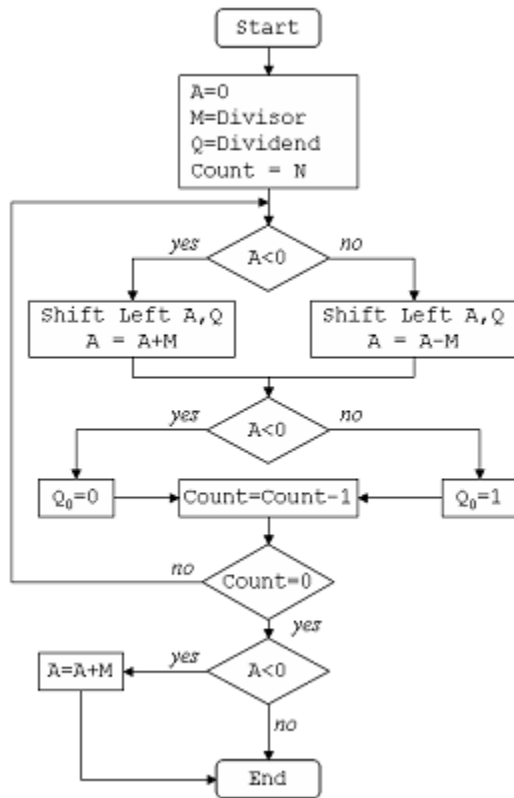 Start
A=0
M=Divisor
Q=Dividend
Count = N
yes
A<0
no
Shift Left A,Q
A = A+M
Shift Left A,Q
A = A-M
yes
A<0
no
Q₀=0
Count=Count-1
Q₀=1
no
Count=0
yes
A=A+M
yes
A<0
no
End